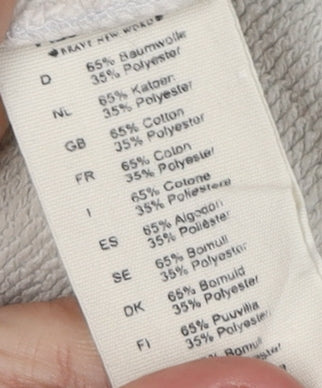 BRAVE NEW WORLD
D 65% Baumwolle
35% Polyester
NL 65% Katoen
35% Polyester
GB 65% Cotton
35% Polyester
FR 65% Coton
35% Polyester
I 65% Cotone
35% Poliestere
ES 65% Algodon
35% Poliéster
SE 65% Bomull
35% Polyester
DK 65% Bomuld
35% Polyester
FI 65% Puuvilla
35% Polyester
Bomull